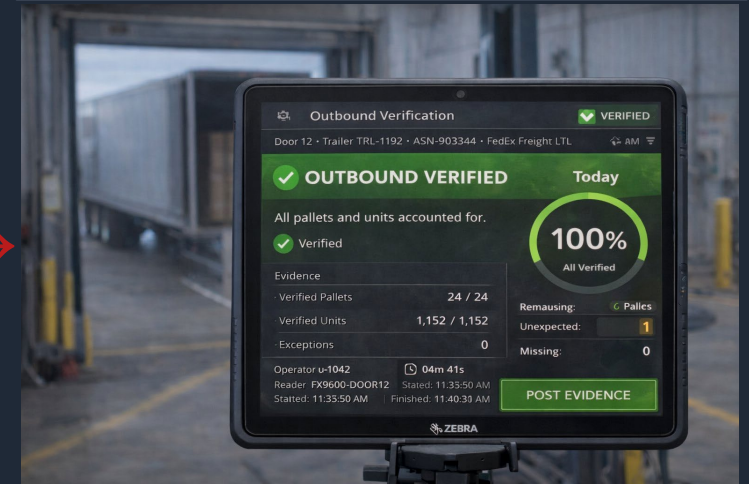 Outbound Verification
VERIFIED
Door 12 • Trailer TRL-1192 • ASN-903344 • FedEx Freight LTL
AM
OUTBOUND VERIFIED
Today
All pallets and units accounted for.
Verified
100%
All Verified
Evidence
Verified Pallets 24 / 24
Verified Units 1,152 / 1,152
Exceptions 0
Remausing: Palles
Unexpected: 1
Missing: 0
Operator u-1042 04m 41s
Reader FX9600-DOOR12 Stated: 11:35:50 AM
Started: 11:35:50 AM Finished: 11:40:30 AM
POST EVIDENCE
ZEBRA